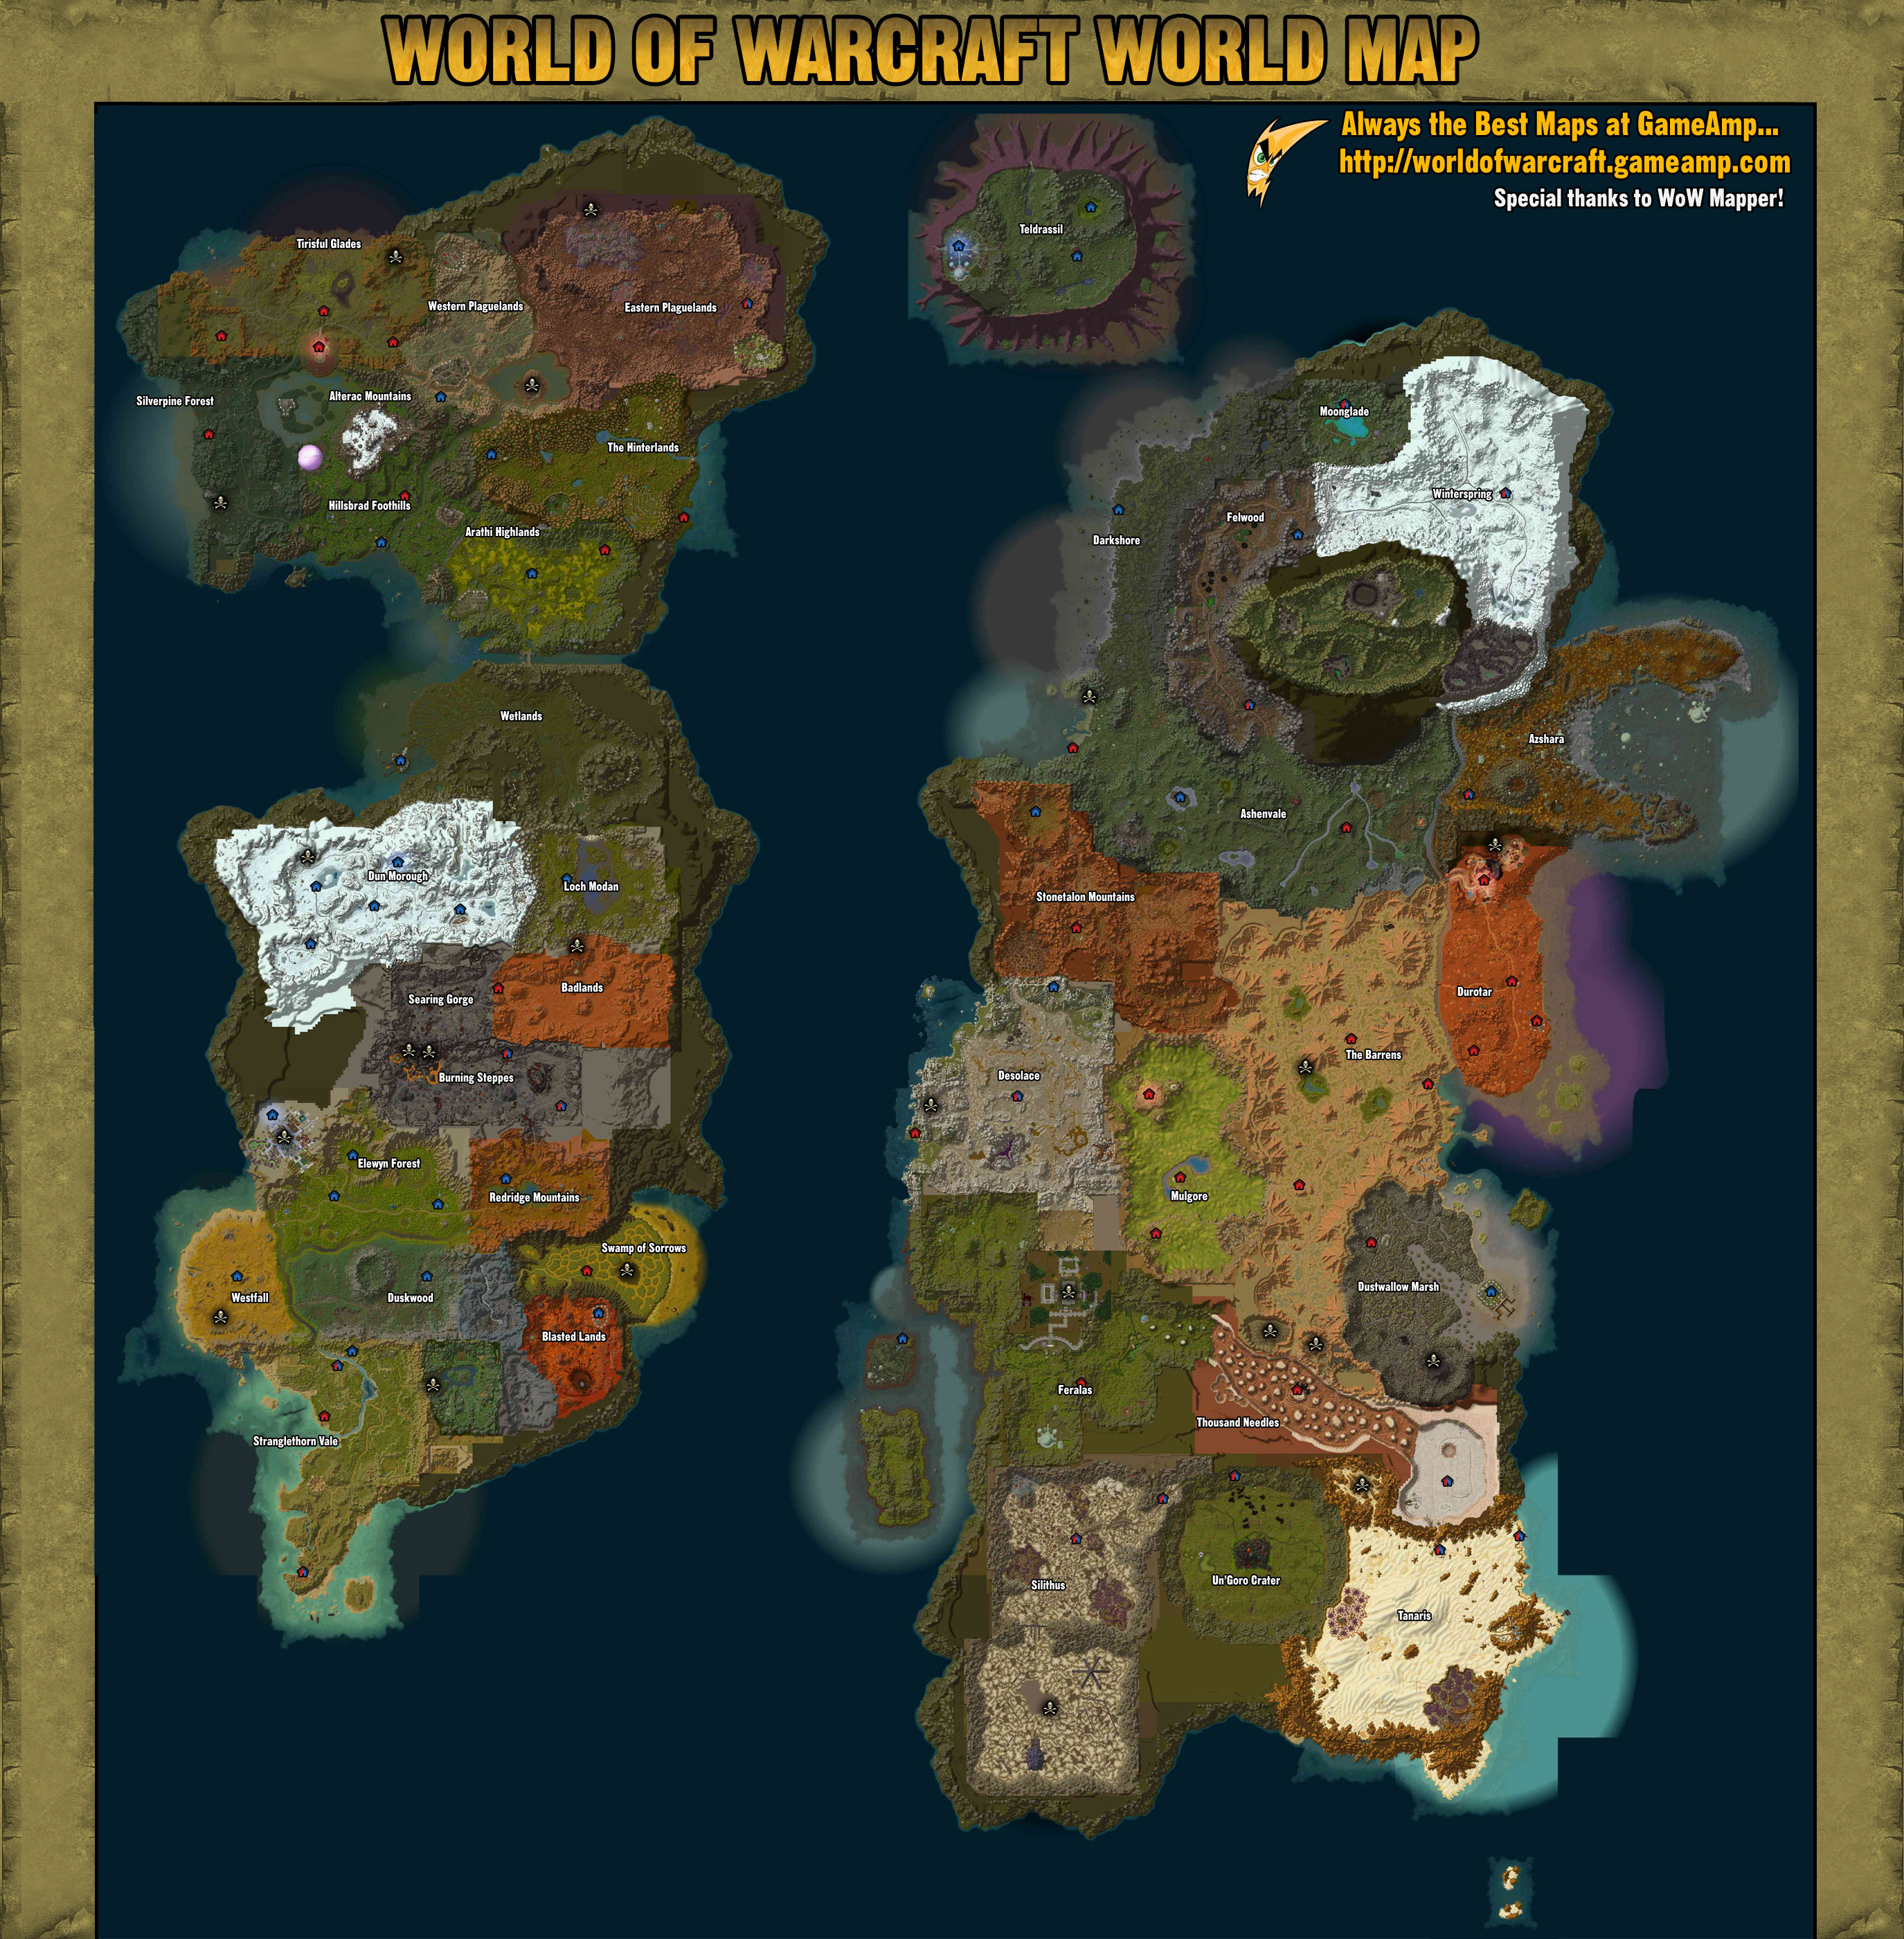 WORLD OF WARCRAFT WORLD MAP
Always the Best Maps at GameAmp...
http://worldofwarcraft.gameamp.com
Special thanks to WoW Mapper!
Teldrassil
Tirisful Glades
Western Plaguelands
Eastern Plaguelands
Silverpine Forest
Alterac Mountains
The Hinterlands
Hillsbrad Foothills
Arathi Highlands
Wetlands
Dun Morough
Loch Modan
Searing Gorge
Badlands
Burning Steppes
Elewyn Forest
Redridge Mountains
Swamp of Sorrows
Westfall
Duskwood
Blasted Lands
Stranglethorn Vale
Moonglade
Winterspring
Felwood
Darkshore
Azshara
Ashenvale
Stonetalon Mountains
Durotar
The Barrens
Desolace
Mulgore
Dustwallow Marsh
Feralas
Thousand Needles
Silithus
Un'Goro Crater
Tanaris